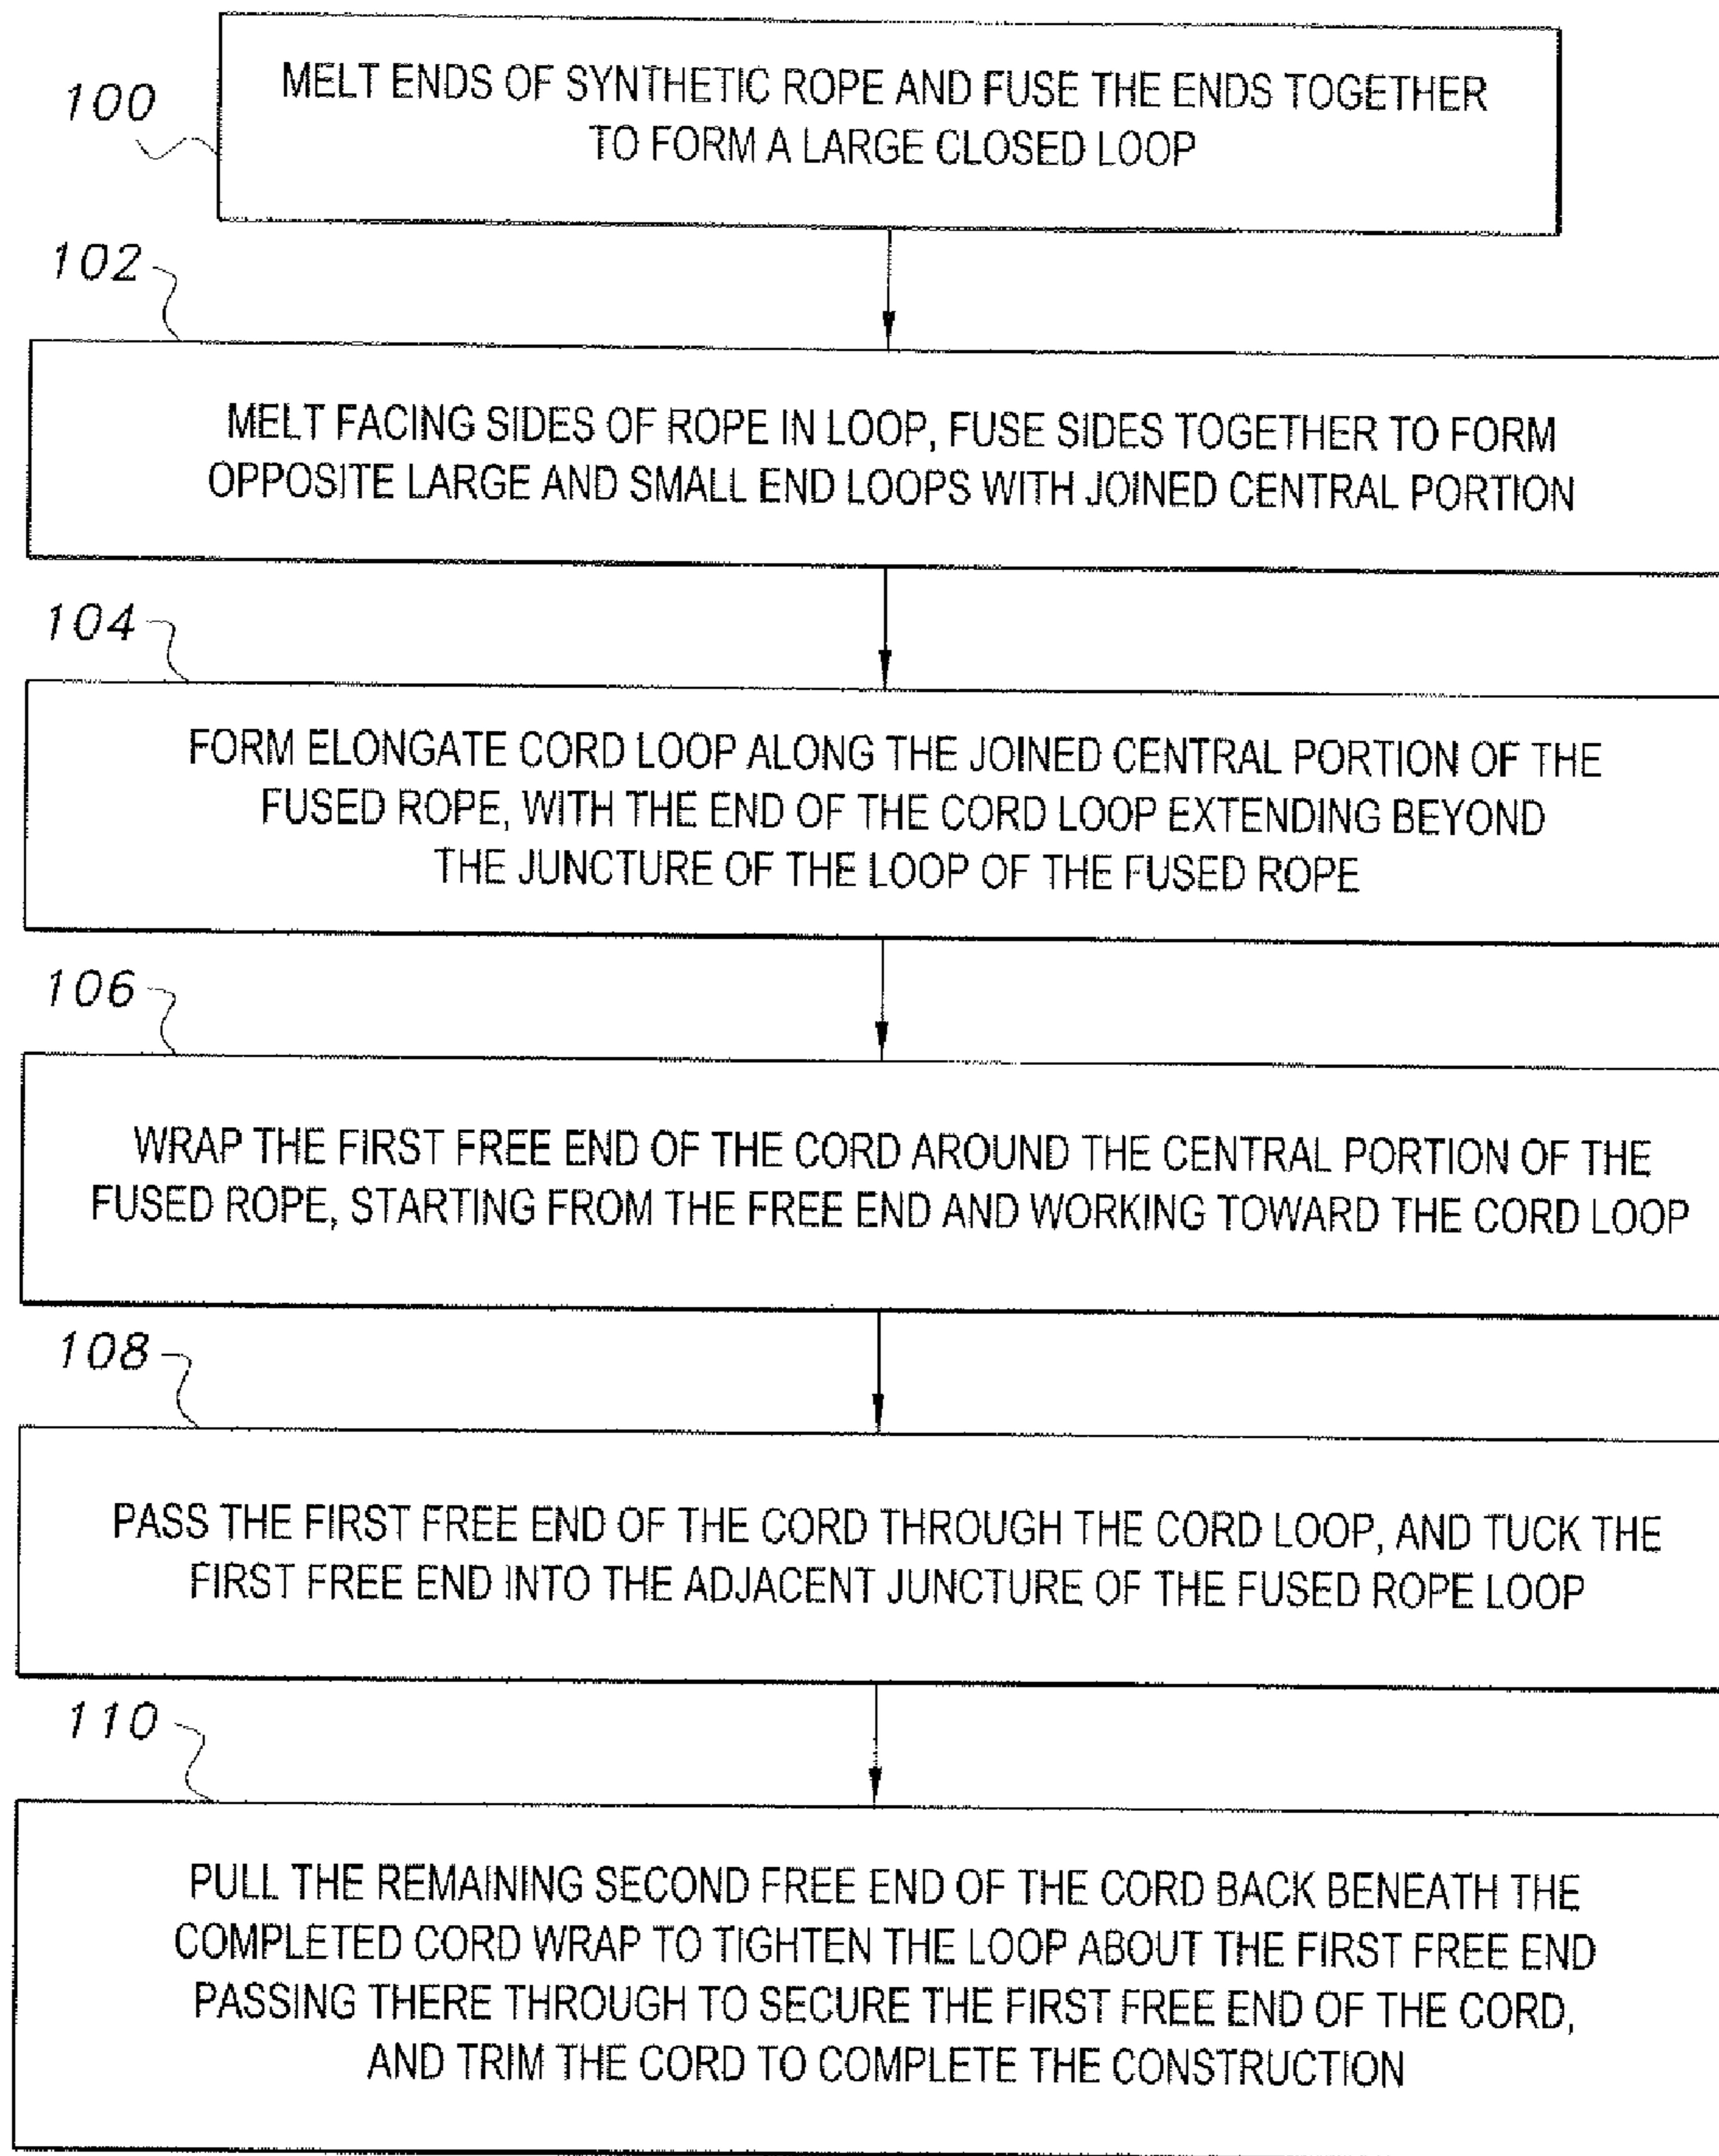 100
MELT ENDS OF SYNTHETIC ROPE AND FUSE THE ENDS TOGETHER
TO FORM A LARGE CLOSED LOOP
102
MELT FACING SIDES OF ROPE IN LOOP, FUSE SIDES TOGETHER TO FORM
OPPOSITE LARGE AND SMALL END LOOPS WITH JOINED CENTRAL PORTION
104
FORM ELONGATE CORD LOOP ALONG THE JOINED CENTRAL PORTION OF THE
FUSED ROPE, WITH THE END OF THE CORD LOOP EXTENDING BEYOND
THE JUNCTURE OF THE LOOP OF THE FUSED ROPE
106
WRAP THE FIRST FREE END OF THE CORD AROUND THE CENTRAL PORTION OF THE
FUSED ROPE, STARTING FROM THE FREE END AND WORKING TOWARD THE CORD LOOP
108
PASS THE FIRST FREE END OF THE CORD THROUGH THE CORD LOOP, AND TUCK THE
FIRST FREE END INTO THE ADJACENT JUNCTURE OF THE FUSED ROPE LOOP
110
PULL THE REMAINING SECOND FREE END OF THE CORD BACK BENEATH THE
COMPLETED CORD WRAP TO TIGHTEN THE LOOP ABOUT THE FIRST FREE END
PASSING THERE THROUGH TO SECURE THE FIRST FREE END OF THE CORD,
AND TRIM THE CORD TO COMPLETE THE CONSTRUCTION